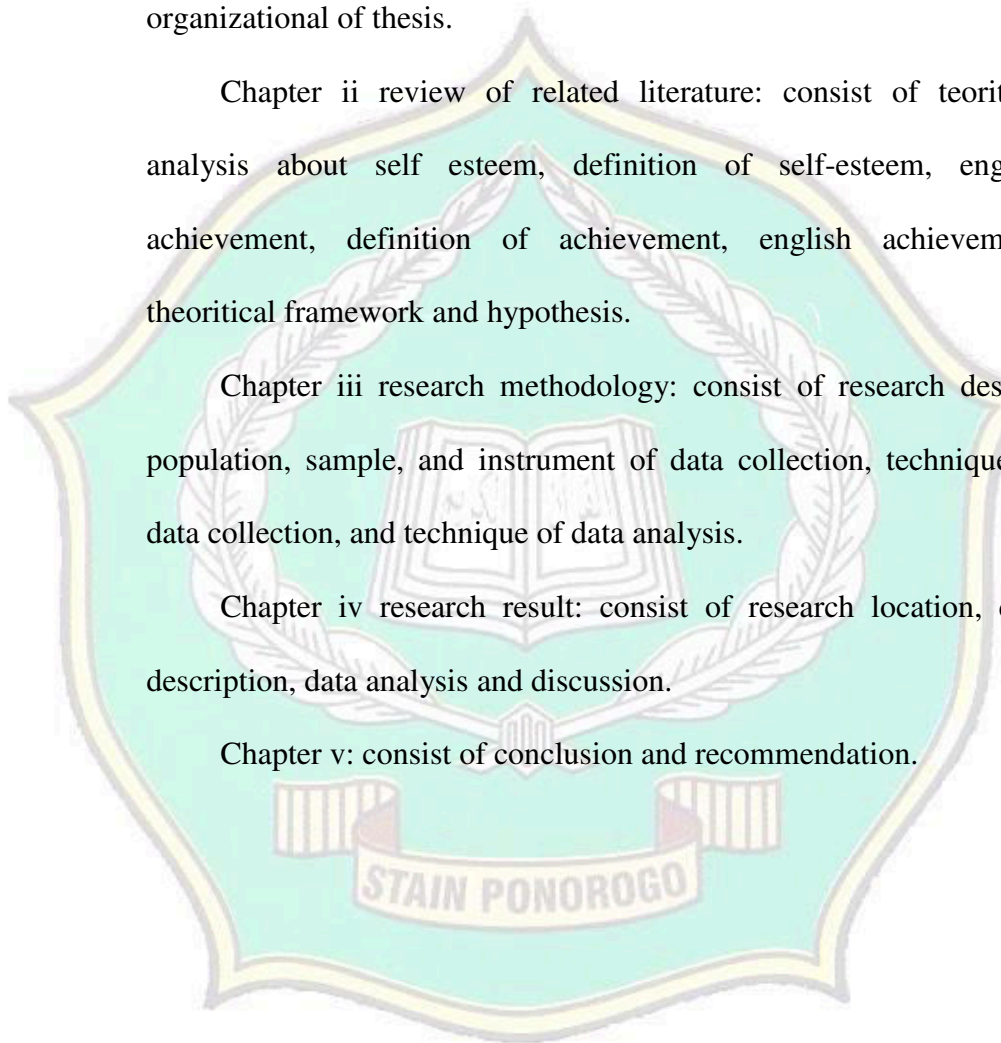 organizational of thesis.
Chapter ii review of related literature: consist of teorit
analysis about self esteem, definition of self-esteem, eng
achievement, definition of achievement, english achievem
theoritical framework and hypothesis.
Chapter iii research methodology: consist of research des
population, sample, and instrument of data collection, technique
data collection, and technique of data analysis.
Chapter iv research result: consist of research location,
description, data analysis and discussion.
Chapter v: consist of conclusion and recommendation.
STAIN PONOROGO